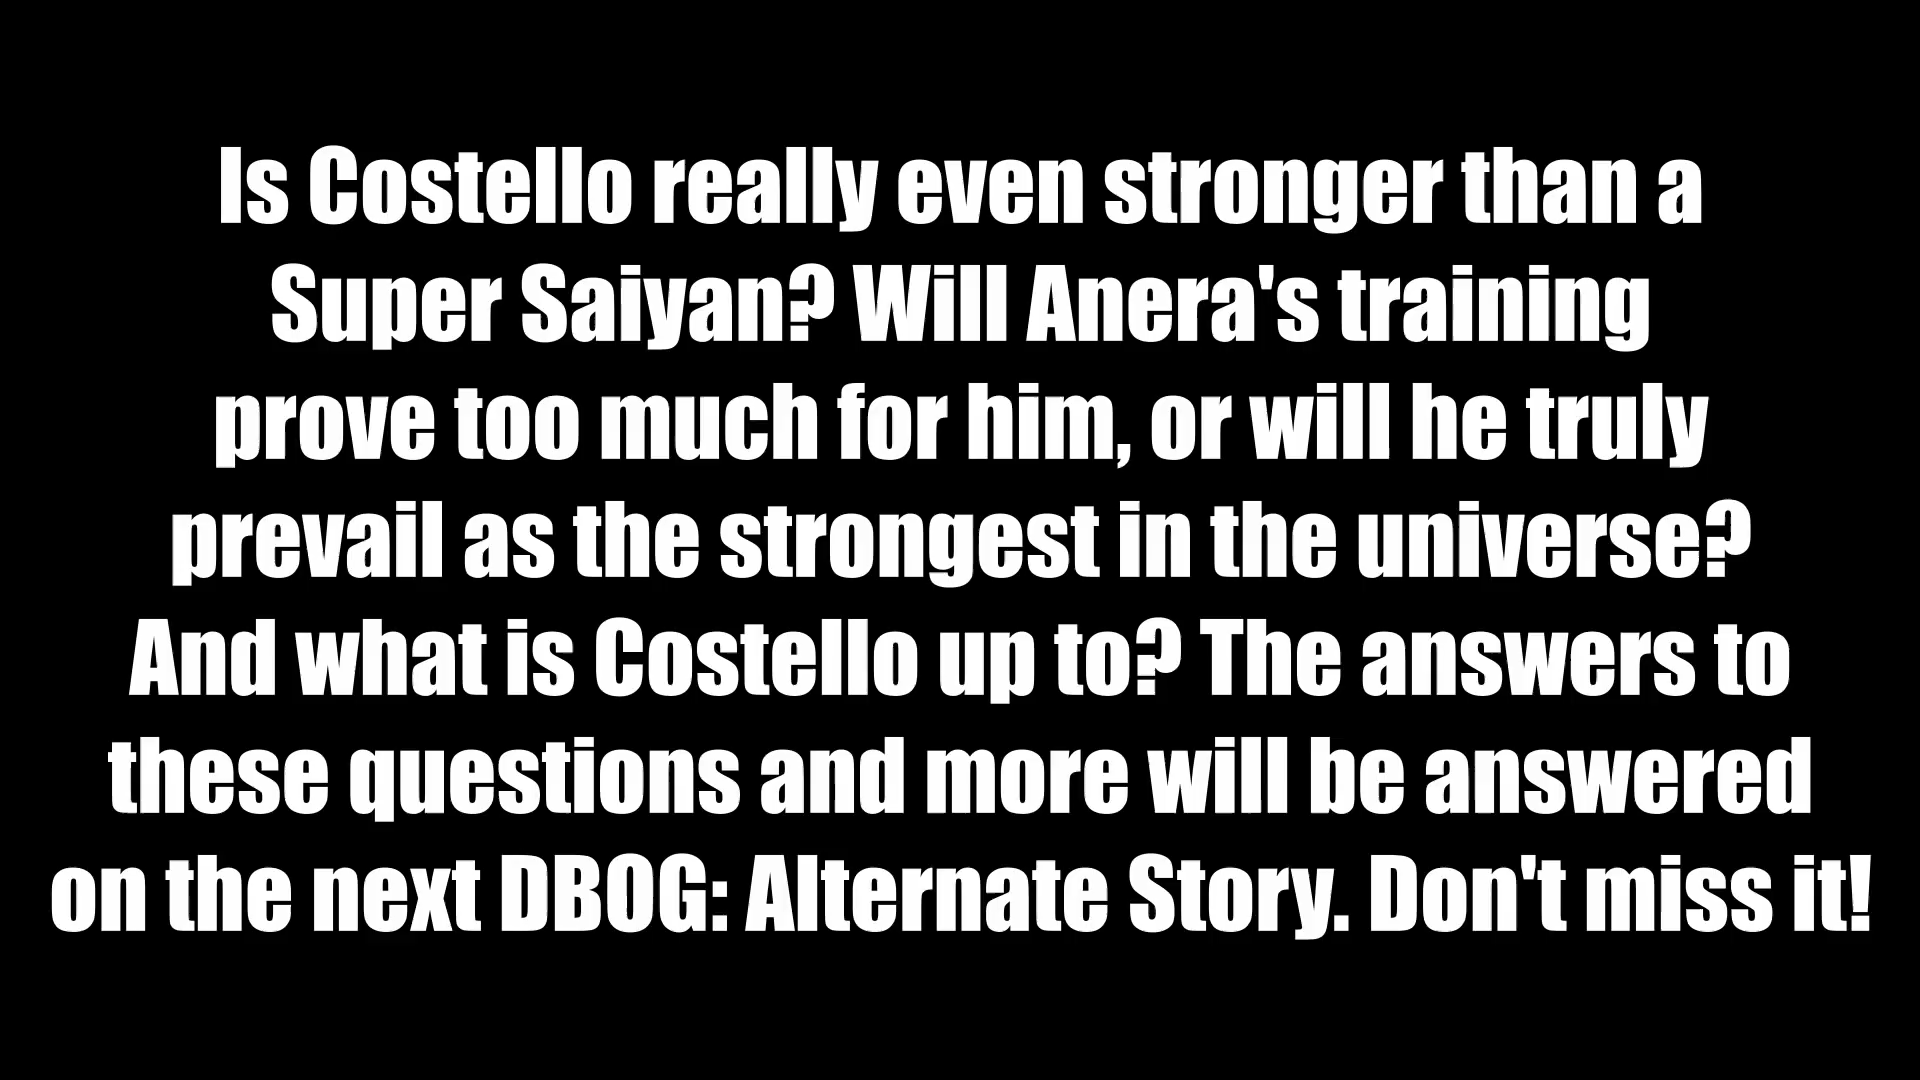 Is Costello really even stronger than a
Super Saiyan? Will Anera's training
prove too much for him, or will he truly
prevail as the strongest in the universe?
And what is Costello up to? The answers to
these questions and more will be answered
on the next DBOG: Alternate Story. Don't miss it!